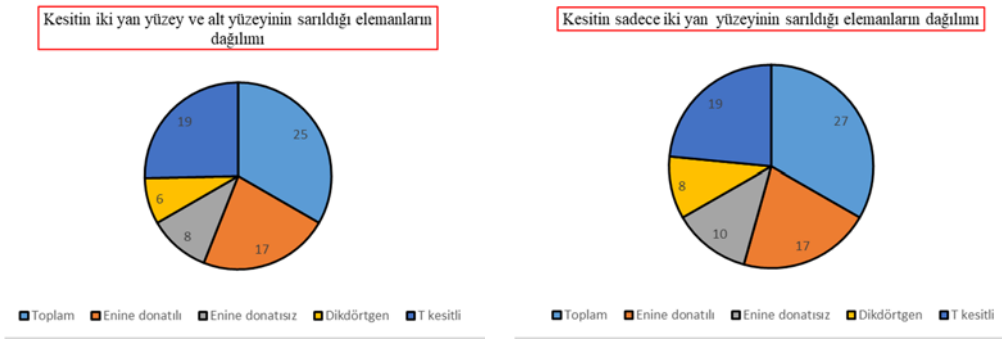 Kesitin iki yan yüzey ve alt yüzeyinin sarıldığı elemanların
dağılımı
25
17
8
6
19
Toplam Enine donatılı Enine donatısız Dikdörtgen T kesitli
Kesitin sadece iki yan yüzeyinin sarıldığı elemanların dağılımı
27
17
10
8
19
Toplam Enine donatılı Enine donatısız Dikdörtgen T kesitli